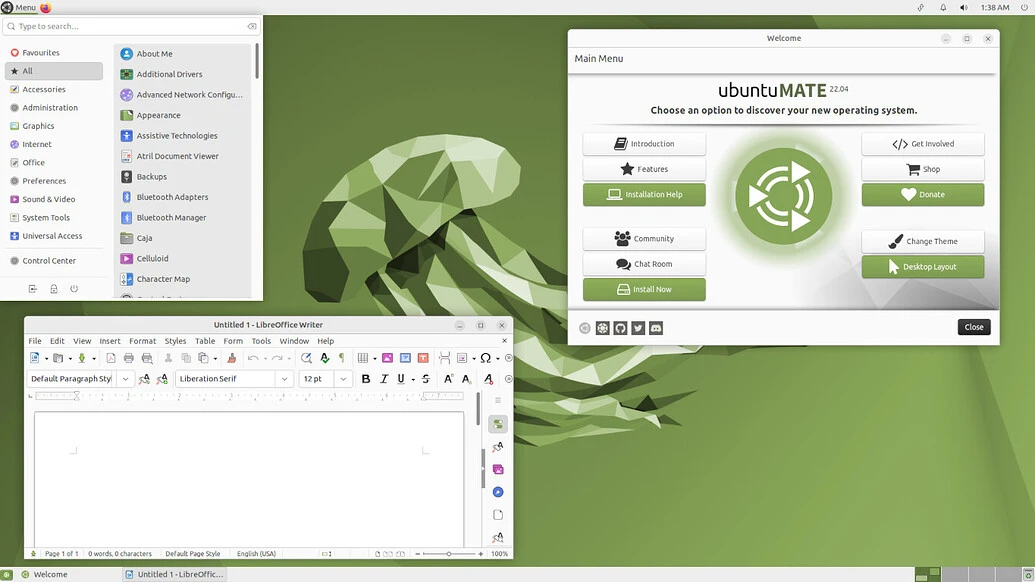 Menu
1:38 AM
Type to search...
Favourites
All
Accessories
Administration
Graphics
Internet
Office
Preferences
Sound & Video
System Tools
Universal Access
Control Center
About Me
Additional Drivers
Advanced Network Configu...
Appearance
Assistive Technologies
Atril Document Viewer
Backups
Bluetooth Adapters
Bluetooth Manager
Caja
Celluloid
Character Map
Welcome
Main Menu
ubuntuMATE 22.04
Choose an option to discover your new operating system.
Introduction
Features
Installation Help
Community
Chat Room
Install Now
Get Involved
Shop
Donate
Change Theme
Desktop Layout
Close
Untitled 1 - LibreOffice Writer
File Edit View Insert Format Styles Table Form Tools Window Help
Default Paragraph Styl Liberation Serif 12 pt
Page 1 of 1 0 words, 0 characters Default Page Style English (USA) 100%
Welcome Untitled 1 - LibreOffic...